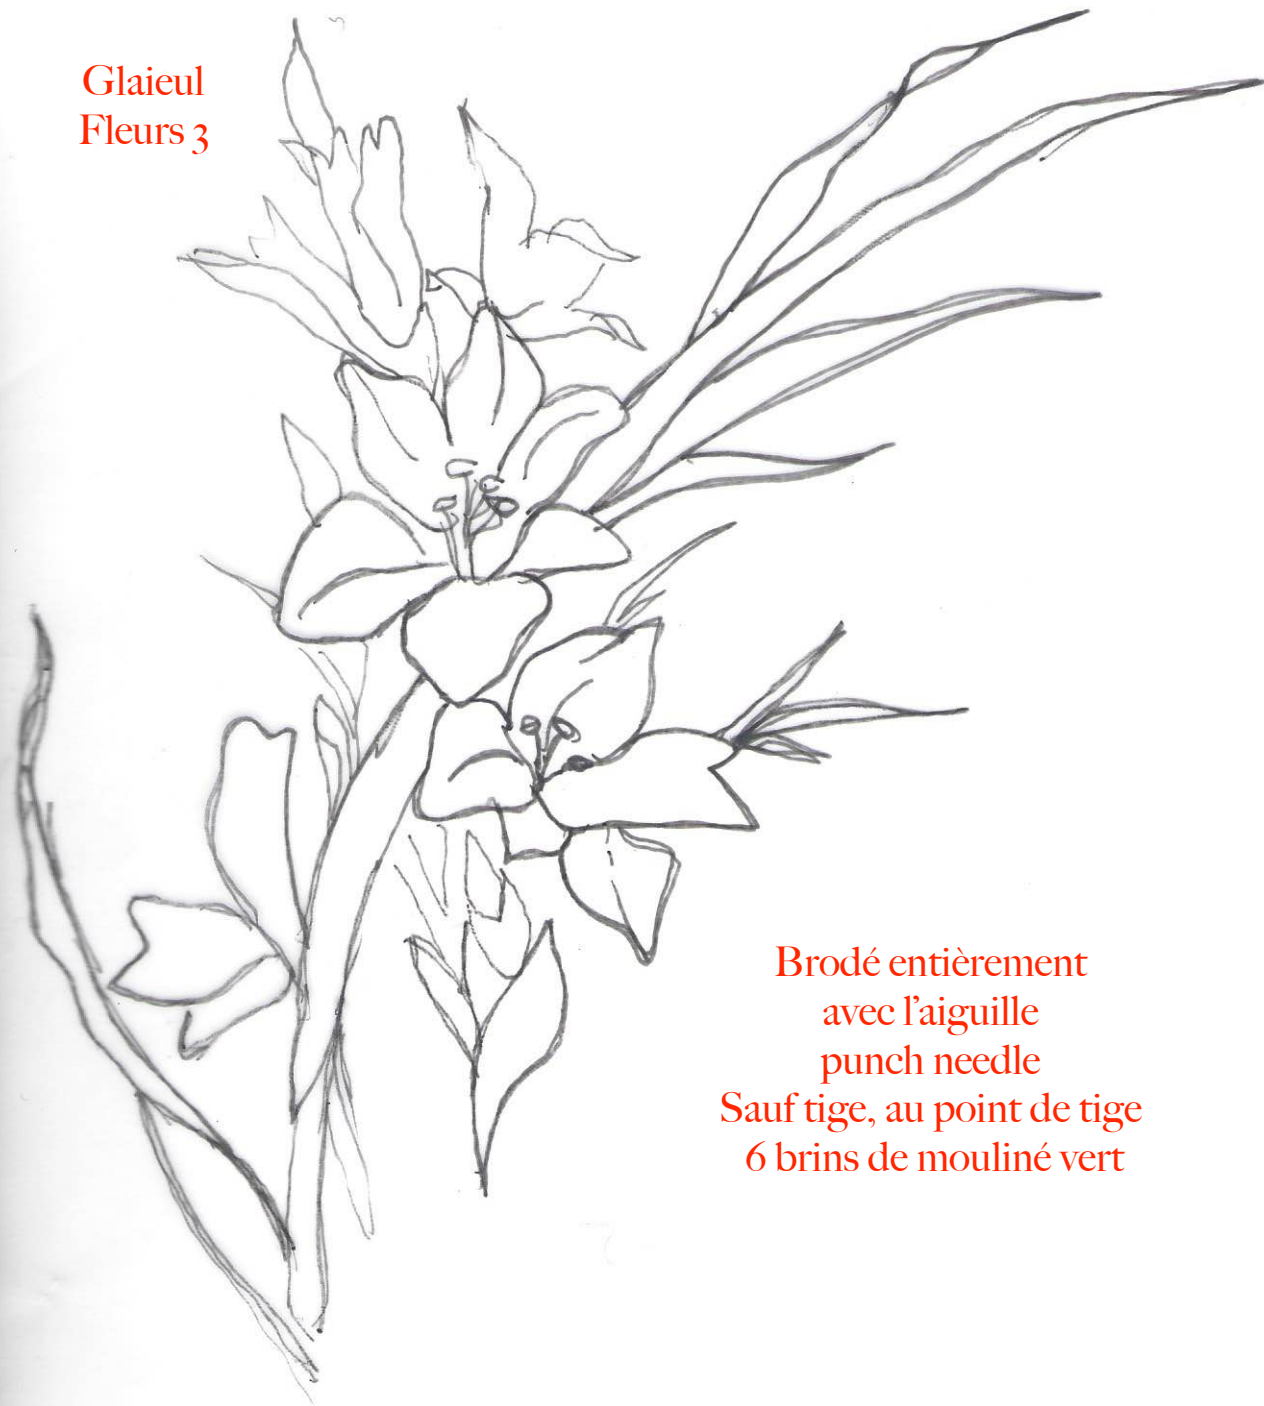 Glaieul
Fleurs 3
Brodé entièrement
avec l'aiguille
punch needle
Sauf tige, au point de tige
6 brins de mouliné vert